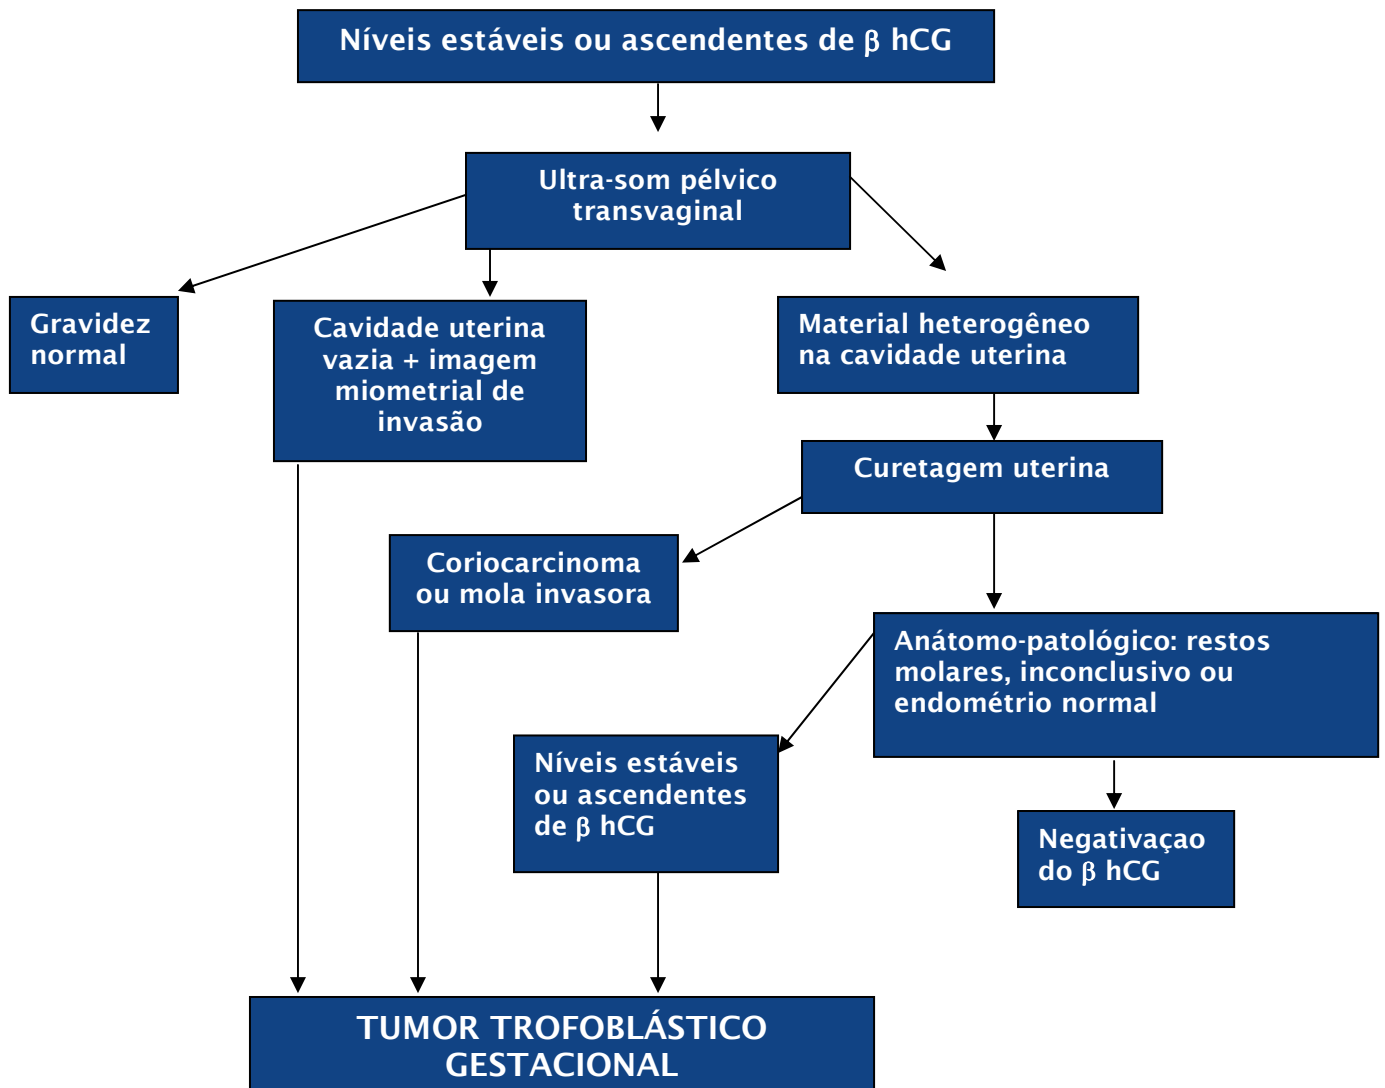 Níveis estáveis ou ascendentes de β hCG
Ultra-som pélvico
transvaginal
Gravidez
normal
Cavidade uterina
vazia + imagem
miometrial de
invasão
Material heterogêneo
na cavidade uterina
Curetagem uterina
Coriocarcinoma
ou mola invasora
Anátomo-patológico: restos
molares, inconclusivo ou
endométrio normal
Níveis estáveis
ou ascendentes
de β hCG
Negativaçao
do β hCG
TUMOR TROFOBLÁSTICO
GESTACIONAL